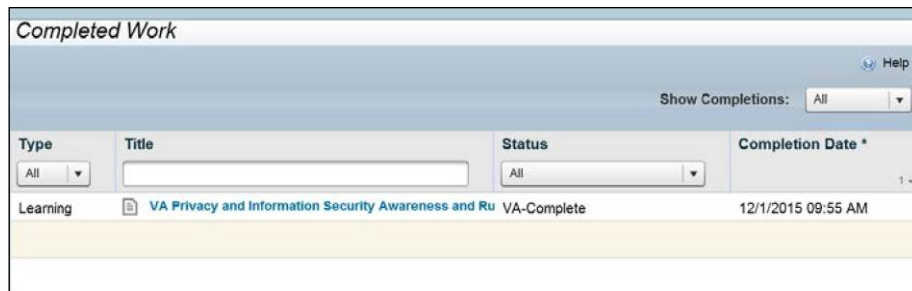 Completed Work
Help
Show Completions: All
Type Title Status Completion Date *
All All 1
Learning VA Privacy and Information Security Awareness and Ru VA-Complete 12/1/2015 09:55 AM